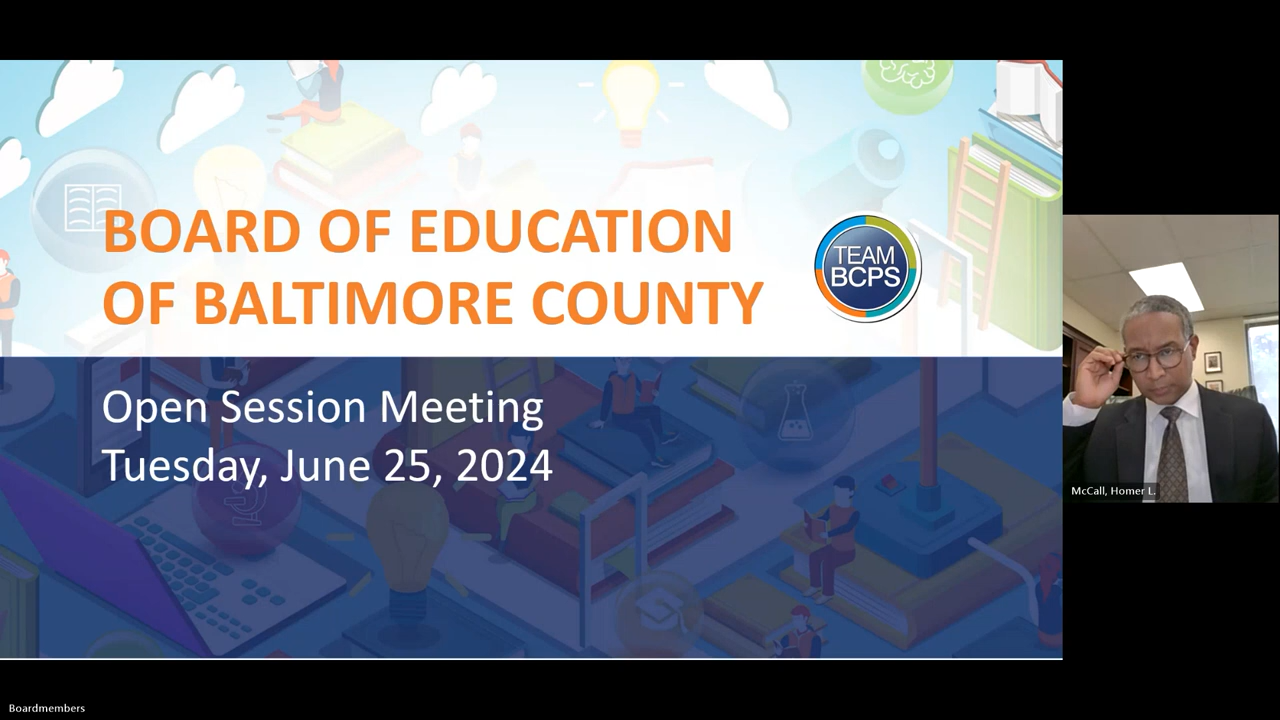 BOARD OF EDUCATION
OF BALTIMORE COUNTY
TEAM
BCPS
Open Session Meeting
Tuesday, June 25, 2024
McCall, Homer L.
Boardmembers